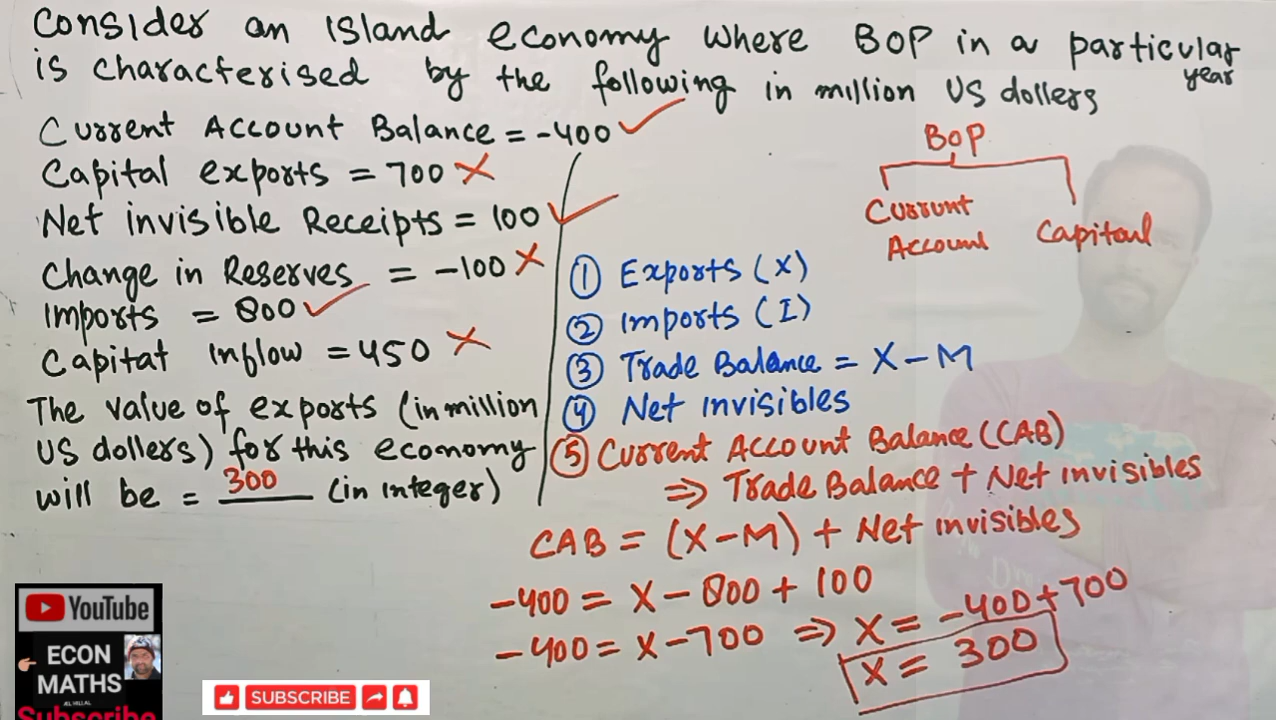 Consider an Island economy where BOP in a particular year
is characterised by the following in million US dollers
Current Account Balance = -400 ✓
Capital exports = 700 ✗
Net invisible Receipts = 100 ✓
Change in Reserves = -100 ✗
Imports = 800 ✓
Capitat Inflow = 450 ✗
The value of exports (in million
US dollers) for this economy
will be = 300 (in integer)
BOP
Current
Account
Capital
① Exports (X)
② Imports (I)
③ Trade Balance = X - M
④ Net Invisibles
⑤ Current Account Balance (CAB)
⇒ Trade Balance + Net invisibles
CAB = (X-M) + Net invisibles
-400 = X - 800 + 100
-400 = X - 700 ⇒ X = -400 + 700
X = 300
YouTube
ECON
MATHS
Subscribe
SUBSCRIBE